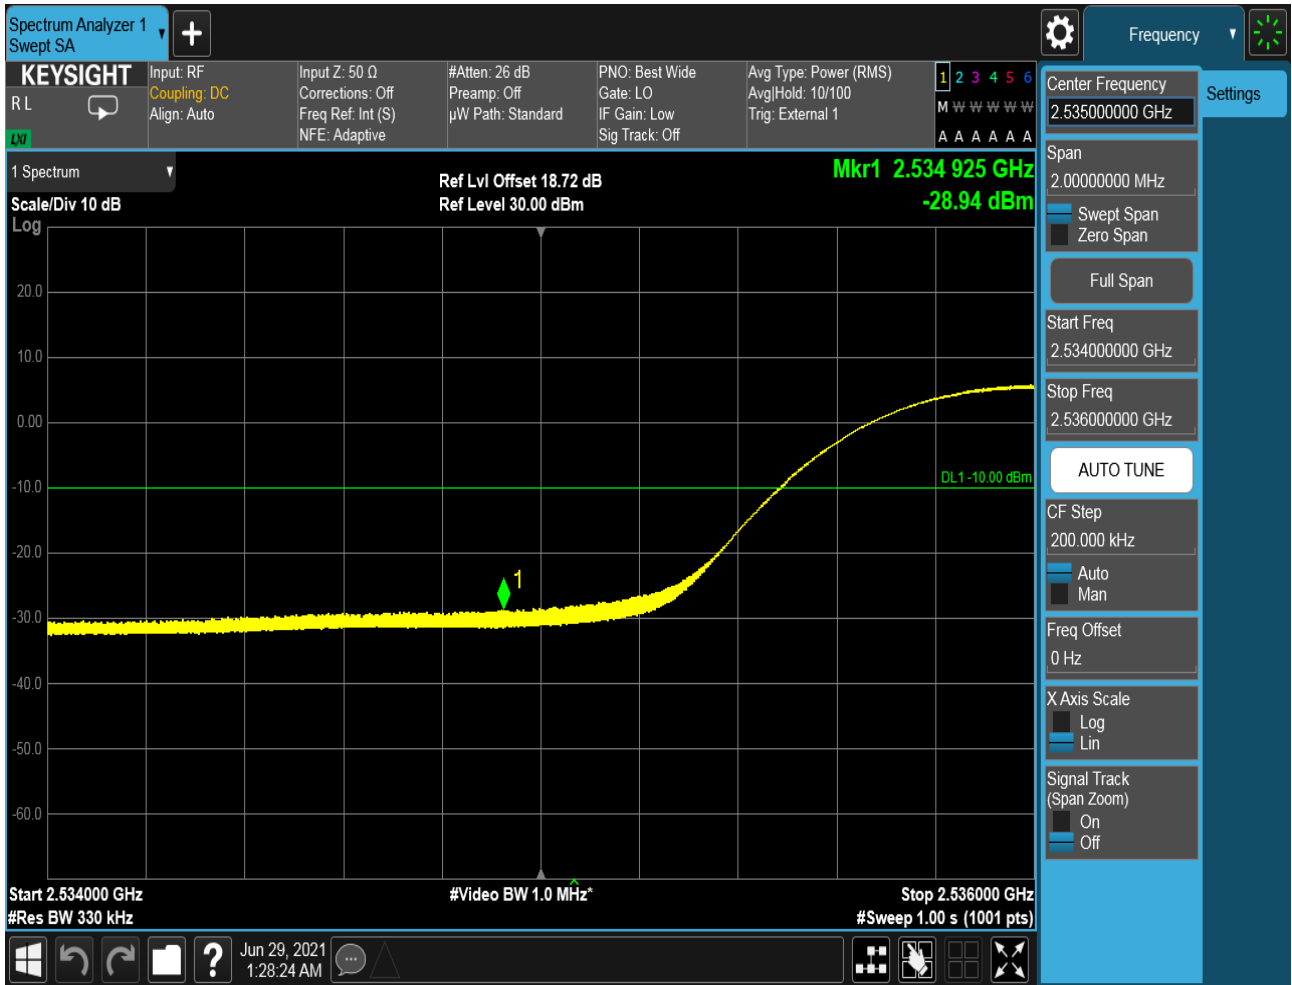 Spectrum Analyzer 1
Swept SA
+
Frequency
KEYSIGHT
R L
LXI
Input: RF
Coupling: DC
Align: Auto
Input Z: 50 Ω
Corrections: Off
Freq Ref: Int (S)
NFE: Adaptive
#Atten: 26 dB
Preamp: Off
µW Path: Standard
PNO: Best Wide
Gate: LO
IF Gain: Low
Sig Track: Off
Avg Type: Power (RMS)
Avg|Hold: 10/100
Trig: External 1
1 2 3 4 5 6
M W W W W W
A A A A A A
1 Spectrum
Scale/Div 10 dB
Log
Ref Lvl Offset 18.72 dB
Ref Level 30.00 dBm
Mkr1 2.534 925 GHz
-28.94 dBm
20.0
10.0
0.00
-10.0
-20.0
-30.0
-40.0
-50.0
-60.0
DL1 -10.00 dBm
1
Start 2.534000 GHz
#Res BW 330 kHz
#Video BW 1.0 MHz*
Stop 2.536000 GHz
#Sweep 1.00 s (1001 pts)
Jun 29, 2021
1:28:24 AM
?
Center Frequency
2.535000000 GHz
Settings
Span
2.00000000 MHz
Swept Span
Zero Span
Full Span
Start Freq
2.534000000 GHz
Stop Freq
2.536000000 GHz
AUTO TUNE
CF Step
200.000 kHz
Auto
Man
Freq Offset
0 Hz
X Axis Scale
Log
Lin
Signal Track
(Span Zoom)
On
Off